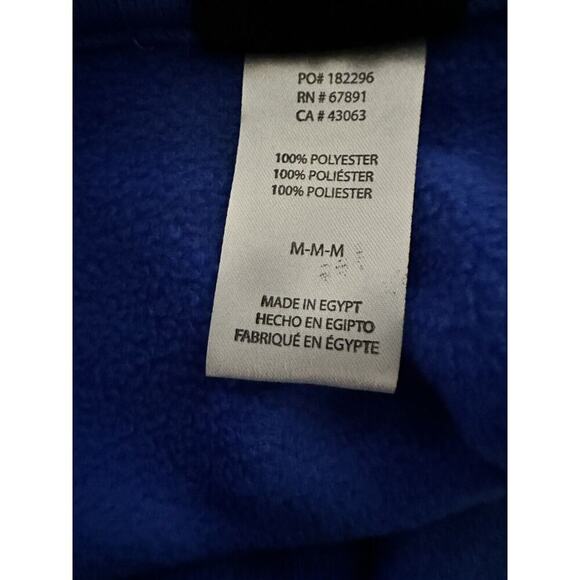 PO# 182296
RN # 67891
CA # 43063
100% POLYESTER
100% POLIÉSTER
100% POLIESTER
M-M-M
MADE IN EGYPT
HECHO EN EGIPTO
FABRIQUÉ EN ÉGYPTE